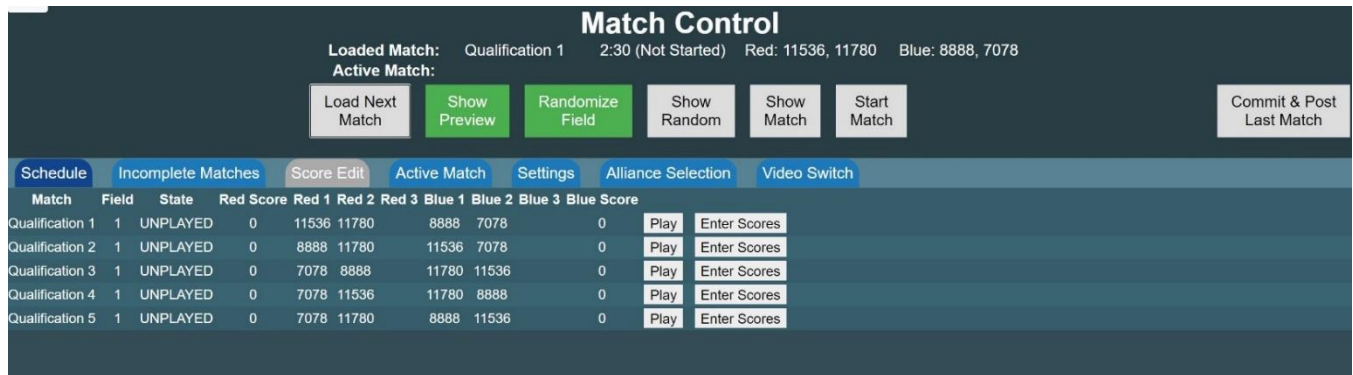 Match Control
Loaded Match: Qualification 1 2:30 (Not Started) Red: 11536, 11780 Blue: 8888, 7078
Active Match:
Load Next Match Show Preview Randomize Field Show Random Show Match Start Match Commit & Post Last Match
Schedule Incomplete Matches Score Edit Active Match Settings Alliance Selection Video Switch
Match Field State Red Score Red 1 Red 2 Red 3 Blue 1 Blue 2 Blue 3 Blue Score
Qualification 1 1 UNPLAYED 0 11536 11780 8888 7078 0 Play Enter Scores
Qualification 2 1 UNPLAYED 0 8888 11780 11536 7078 0 Play Enter Scores
Qualification 3 1 UNPLAYED 0 7078 8888 11780 11536 0 Play Enter Scores
Qualification 4 1 UNPLAYED 0 7078 11536 11780 8888 0 Play Enter Scores
Qualification 5 1 UNPLAYED 0 7078 11780 8888 11536 0 Play Enter Scores